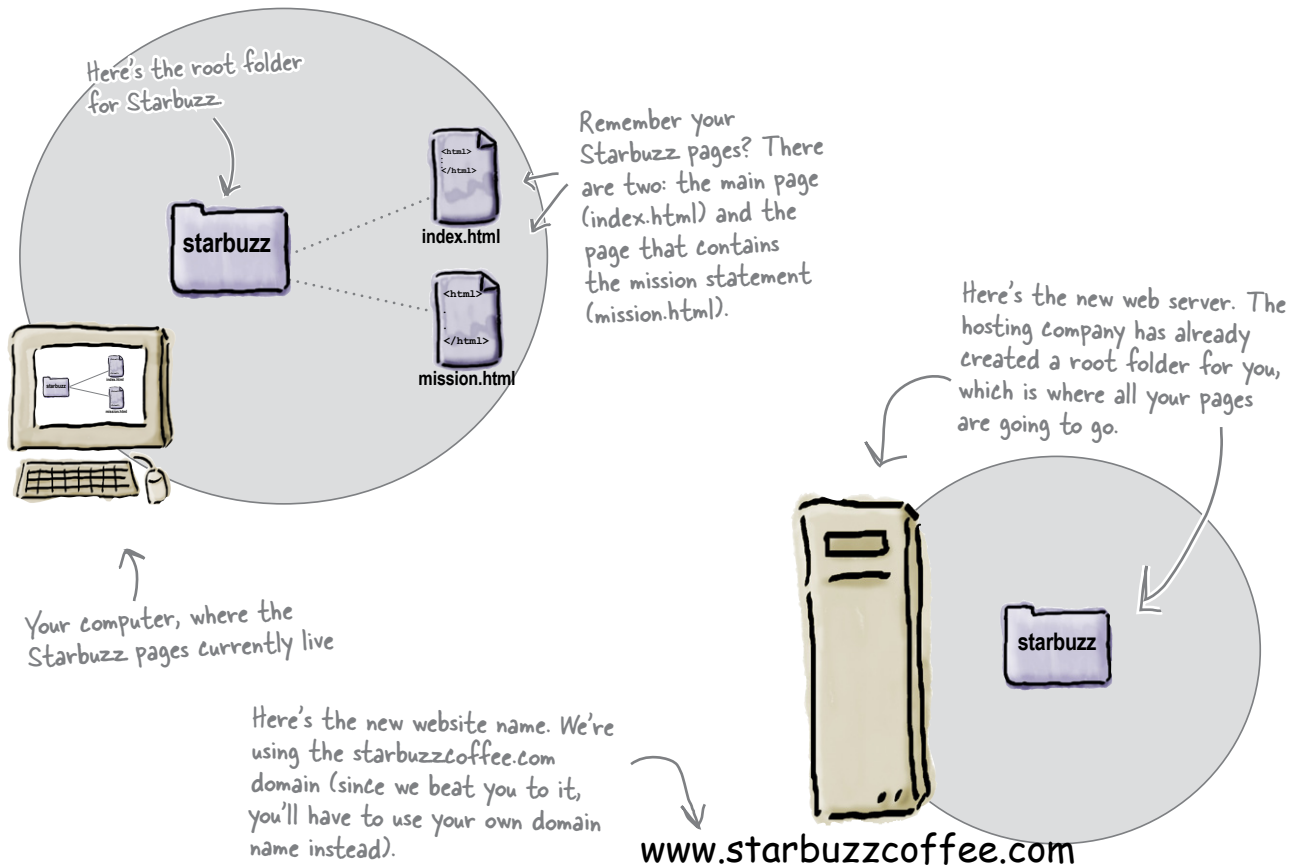 Here's the root folder
for Starbuzz
<html>
.
.
</html>
index.html
starbuzz
<html>
.
.
.
</html>
mission.html
Remember your
Starbuzz pages? There
are two: the main page
(index.html) and the
page that contains
the mission statement
(mission.html).
starbuzz
index.html
mission.html
Your computer, where the
Starbuzz pages currently live
Here's the new web server. The
hosting company has already
created a root folder for you,
which is where all your pages
are going to go.
starbuzz
Here's the new website name. We're
using the starbuzzcoffee.com
domain (since we beat you to it,
you'll have to use your own domain
name instead).
www.starbuzzcoffee.com